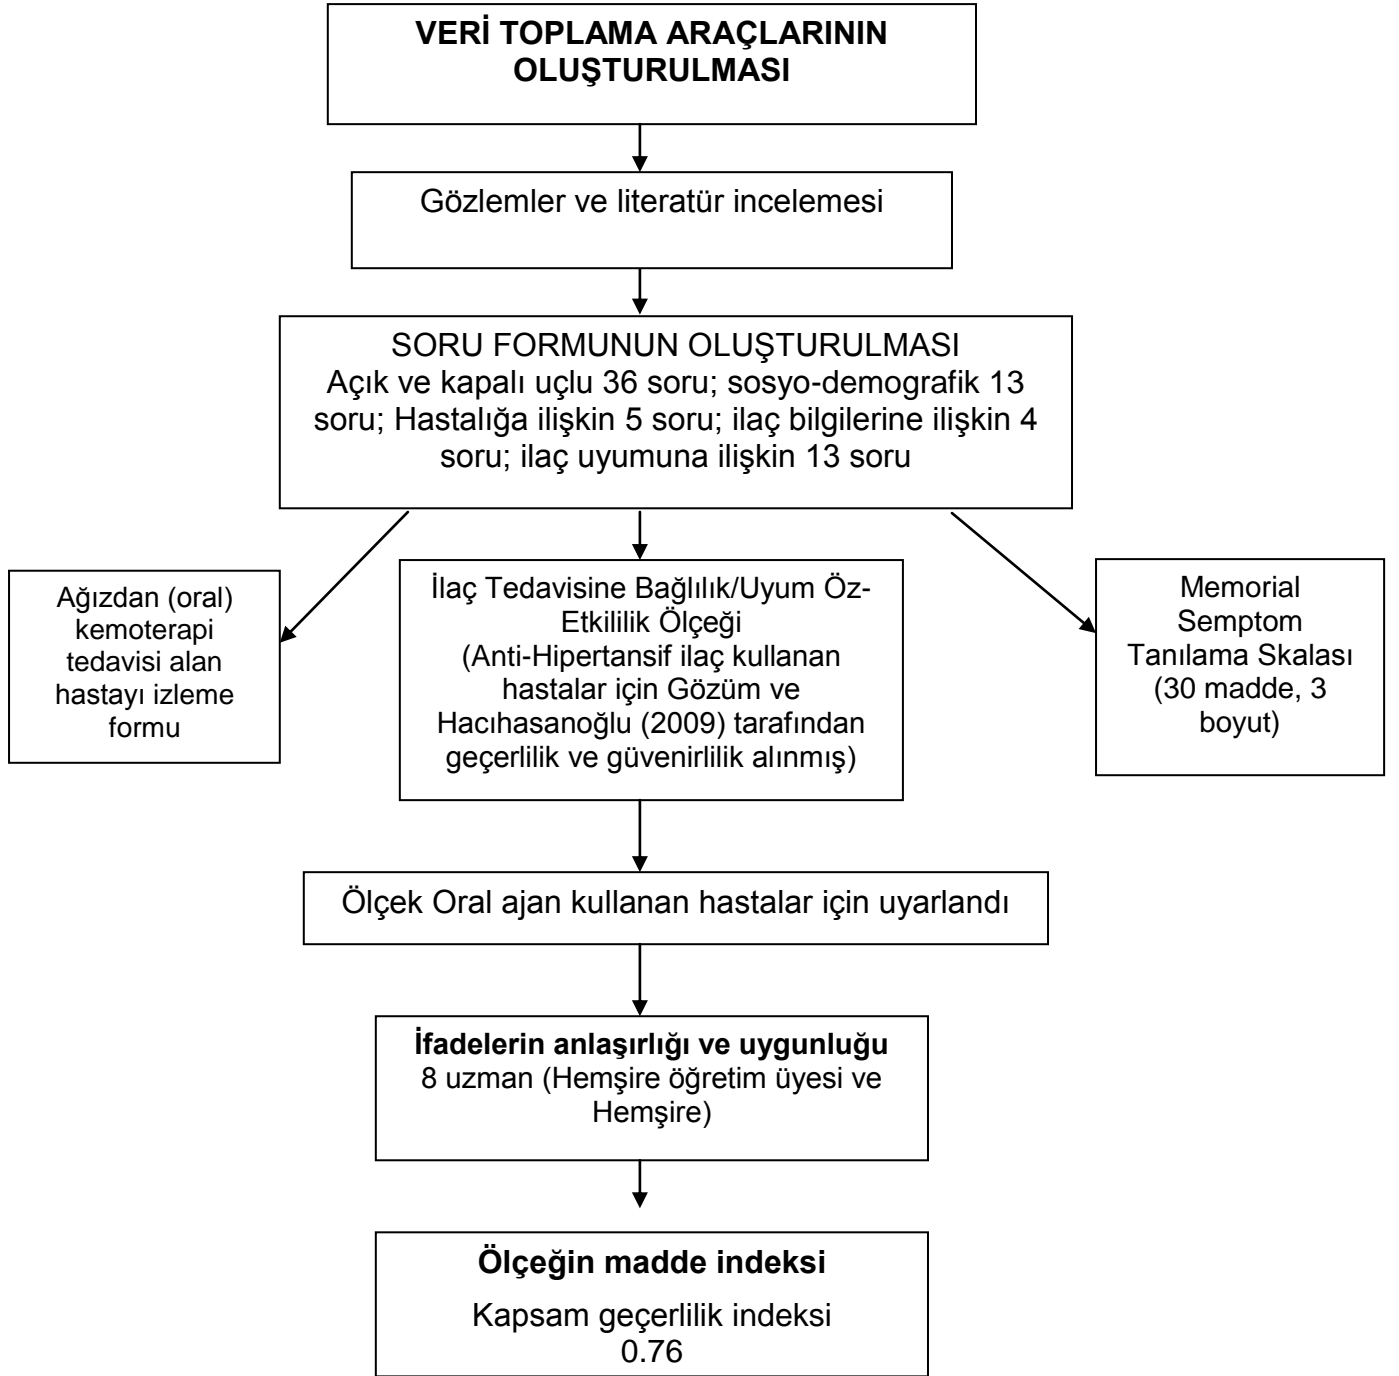 VERİ TOPLAMA ARAÇLARININ
OLUŞTURULMASI
Gözlemler ve literatür incelemesi
SORU FORMUNUN OLUŞTURULMASI
Açık ve kapalı uçlu 36 soru; sosyo-demografik 13
soru; Hastalığa ilişkin 5 soru; ilaç bilgilerine ilişkin 4
soru; ilaç uyumuna ilişkin 13 soru
Ağızdan (oral)
kemoterapi
tedavisi alan
hastayı izleme
formu
İlaç Tedavisine Bağlılık/Uyum Öz-
Etkililik Ölçeği
(Anti-Hipertansif ilaç kullanan
hastalar için Gözüm ve
Hacıhasanoğlu (2009) tarafından
geçerlilik ve güvenirlilik alınmış)
Memorial
Semptom
Tanılama Skalası
(30 madde, 3
boyut)
Ölçek Oral ajan kullanan hastalar için uyarlandı
İfadelerin anlaşırlığı ve uygunluğu
8 uzman (Hemşire öğretim üyesi ve
Hemşire)
Ölçeğin madde indeksi
Kapsam geçerlilik indeksi
0.76